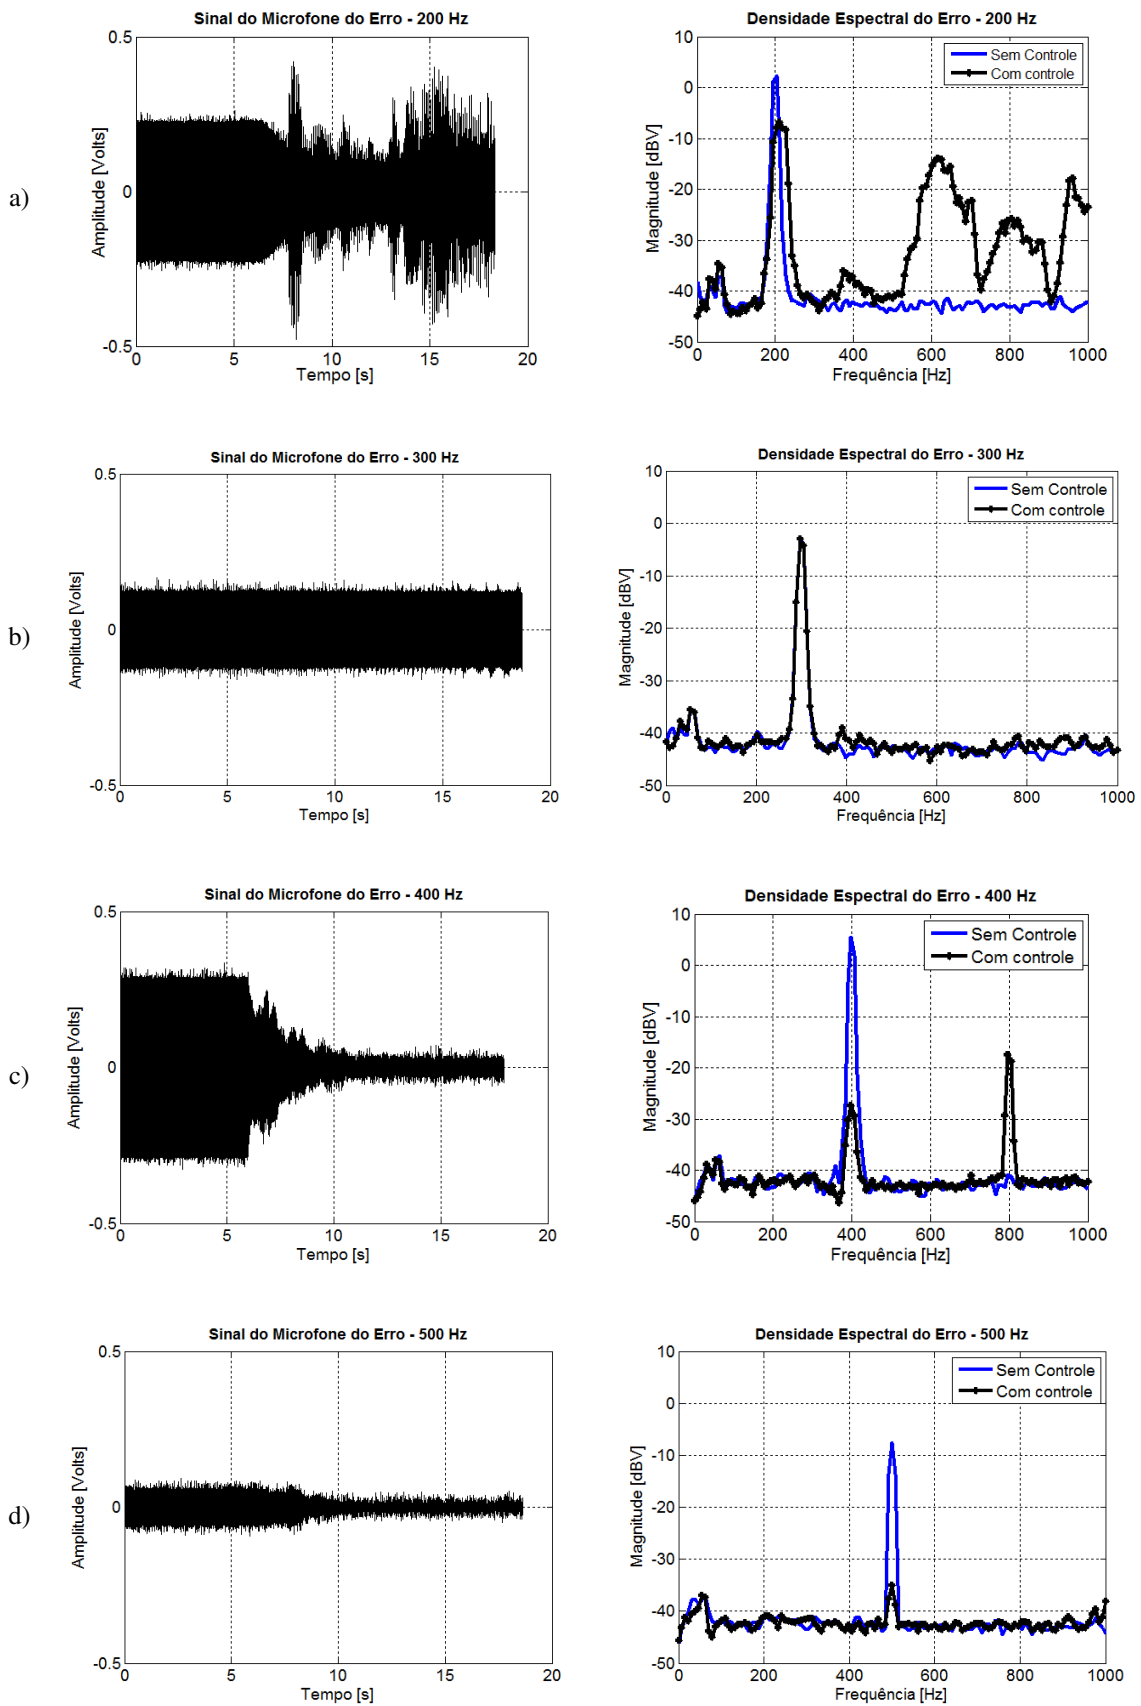 a)
Sinal do Microfone do Erro - 200 Hz
0.5
0
-0.5
Amplitude [Volts]
0 5 10 15 20
Tempo [s]
Densidade Espectral do Erro - 200 Hz
Sem Controle
Com controle
10
0
-10
-20
-30
-40
-50
Magnitude [dBV]
0 200 400 600 800 1000
Frequência [Hz]
b)
Sinal do Microfone do Erro - 300 Hz
0.5
0
-0.5
Amplitude [Volts]
0 5 10 15 20
Tempo [s]
Densidade Espectral do Erro - 300 Hz
Sem Controle
Com controle
10
0
-10
-20
-30
-40
-50
Magnitude [dBV]
0 200 400 600 800 1000
Frequência [Hz]
c)
Sinal do Microfone do Erro - 400 Hz
0.5
0
-0.5
Amplitude [Volts]
0 5 10 15 20
Tempo [s]
Densidade Espectral do Erro - 400 Hz
Sem Controle
Com controle
10
0
-10
-20
-30
-40
-50
Magnitude [dBV]
0 200 400 600 800 1000
Frequência [Hz]
d)
Sinal do Microfone do Erro - 500 Hz
0.5
0
-0.5
Amplitude [Volts]
0 5 10 15 20
Tempo [s]
Densidade Espectral do Erro - 500 Hz
Sem Controle
Com controle
10
0
-10
-20
-30
-40
-50
Magnitude [dBV]
0 200 400 600 800 1000
Frequência [Hz]